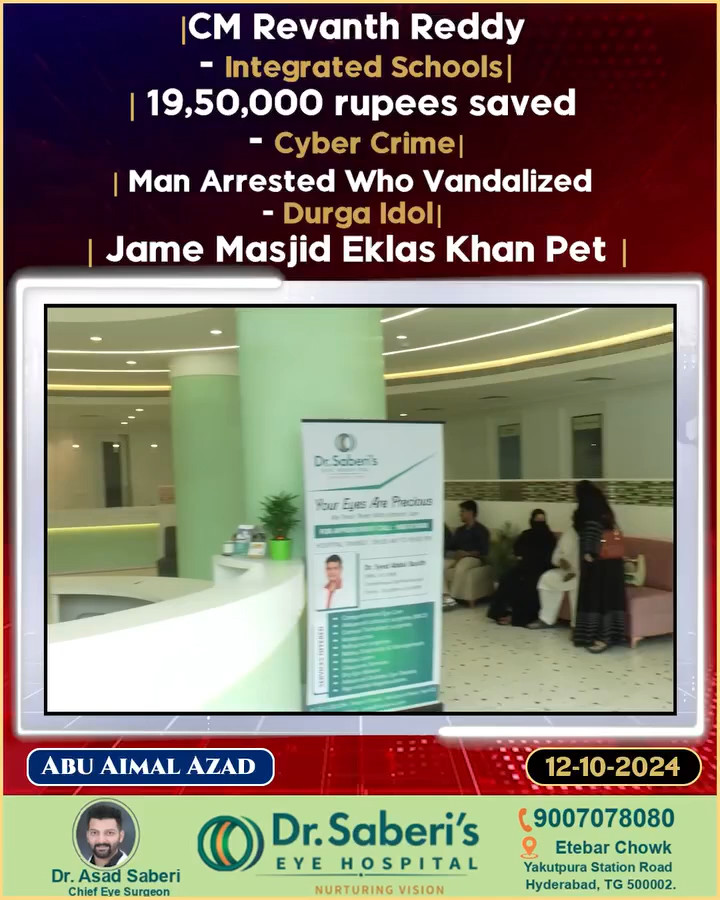 |CM Revanth Reddy
- Integrated Schools|
| 19,50,000 rupees saved
- Cyber Crime|
| Man Arrested Who Vandalized
- Durga Idol|
| Jame Masjid Eklas Khan Pet |
Dr.Saberi's
Your Eyes Are Precious
ABU AIMAL AZAD
12-10-2024
Dr. Asad Saberi
Chief Eye Surgeon
Dr.Saberi's
EYE HOSPITAL
NURTURING VISION
9007078080
Etebar Chowk
Yakutpura Station Road
Hyderabad, TG 500002.